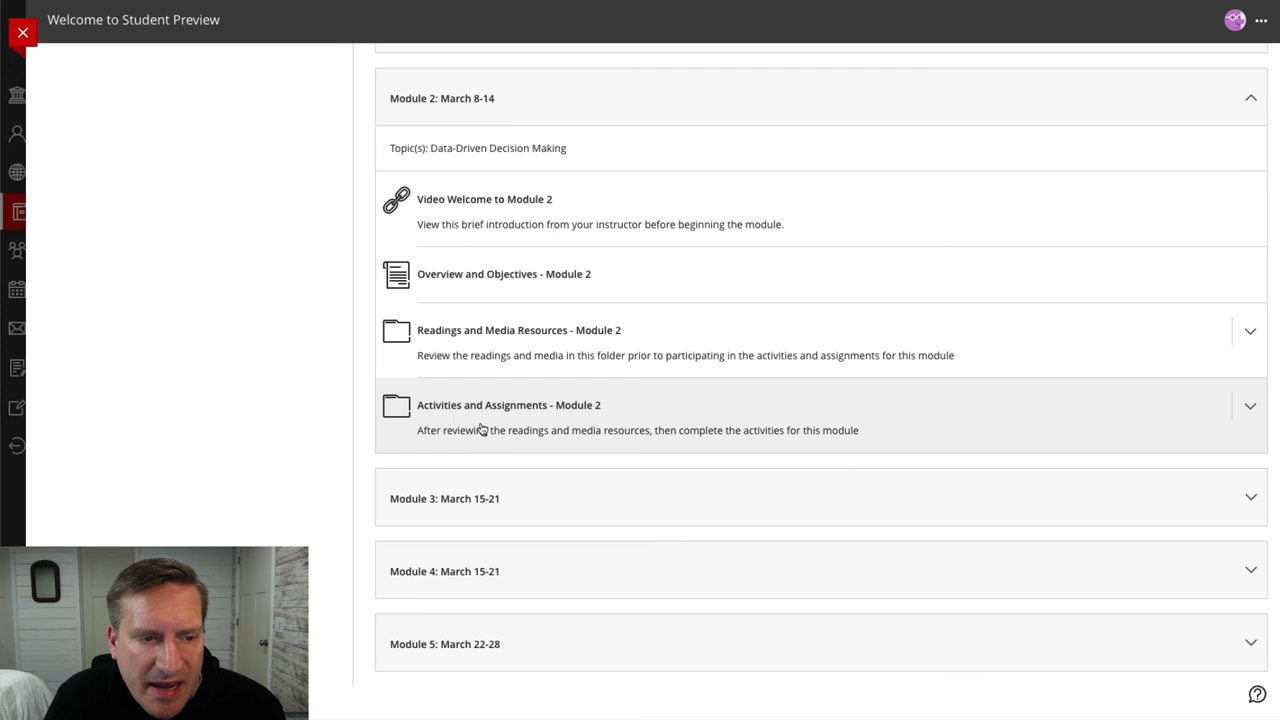 Welcome to Student Preview
Module 2: March 8-14
Topic(s): Data-Driven Decision Making
Video Welcome to Module 2
View this brief introduction from your instructor before beginning the module.
Overview and Objectives - Module 2
Readings and Media Resources - Module 2
Review the readings and media in this folder prior to participating in the activities and assignments for this module
Activities and Assignments - Module 2
After reviewing the readings and media resources, then complete the activities for this module
Module 3: March 15-21
Module 4: March 15-21
Module 5: March 22-28